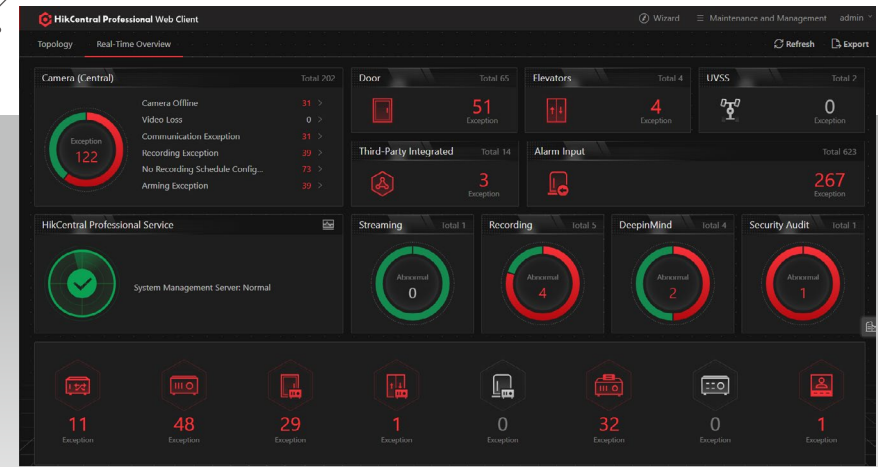 HikCentral Professional Web Client
Wizard
Maintenance and Management
admin
Topology
Real-Time Overview
Refresh
Export
Camera (Central)
Total 202
Exception
122
Camera Offline 31 >
Video Loss 0 >
Communication Exception 31 >
Recording Exception 39 >
No Recording Schedule Config... 73 >
Arming Exception 39 >
Door
Total 65
51
Exception
Elevators
Total 4
4
Exception
UVSS
Total 2
0
Exception
Third-Party Integrated
Total 14
3
Exception
Alarm Input
Total 623
267
Exception
HikCentral Professional Service
System Management Server: Normal
Streaming
Total 1
Abnormal
0
Recording
Total 5
Abnormal
4
DeepinMind
Total 4
Abnormal
2
Security Audit
Total 1
Abnormal
1
11
Exception
48
Exception
29
Exception
1
Exception
0
Exception
32
Exception
0
Exception
1
Exception